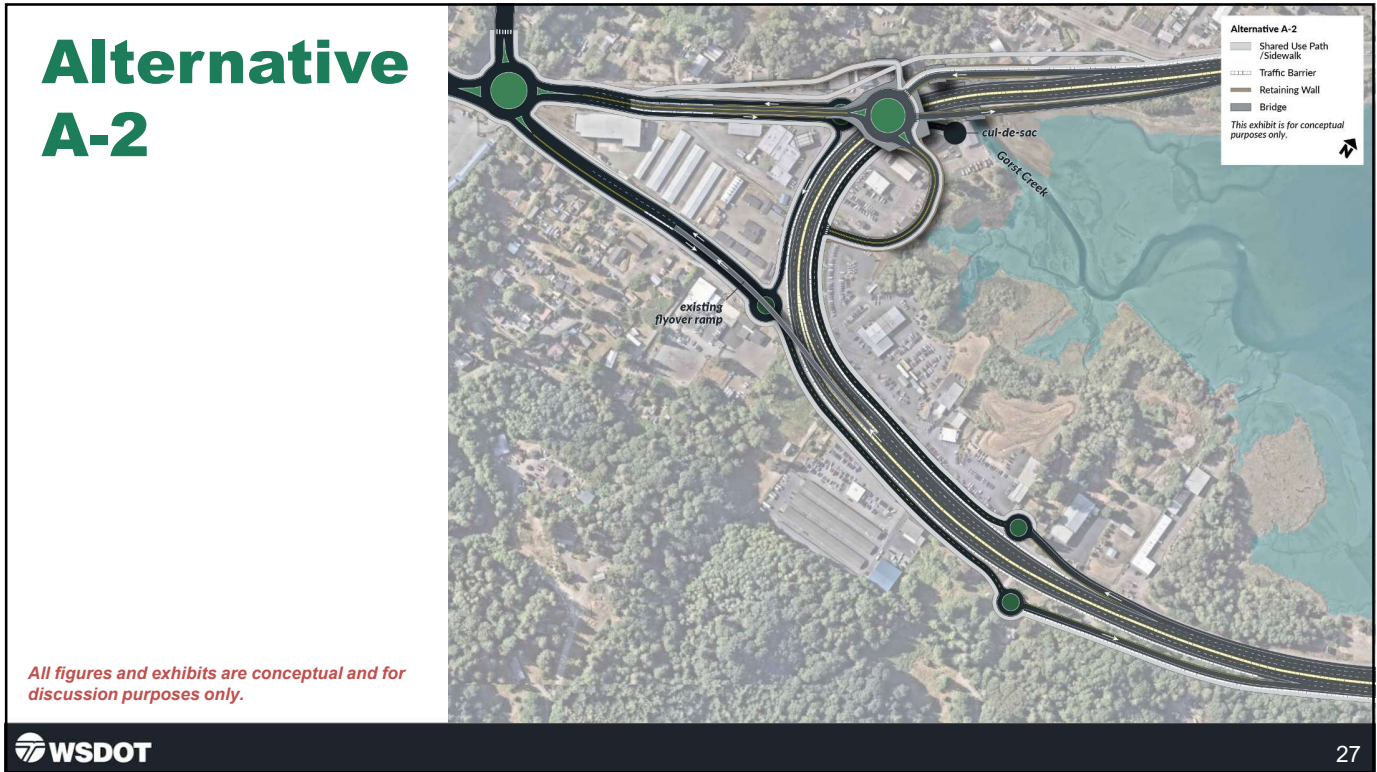 Alternative
A-2
Alternative A-2
Shared Use Path
/Sidewalk
Traffic Barrier
Retaining Wall
Bridge
This exhibit is for conceptual
purposes only.
N
cul-de-sac
Gorst Creek
existing
flyover ramp
All figures and exhibits are conceptual and for
discussion purposes only.
WSDOT
27